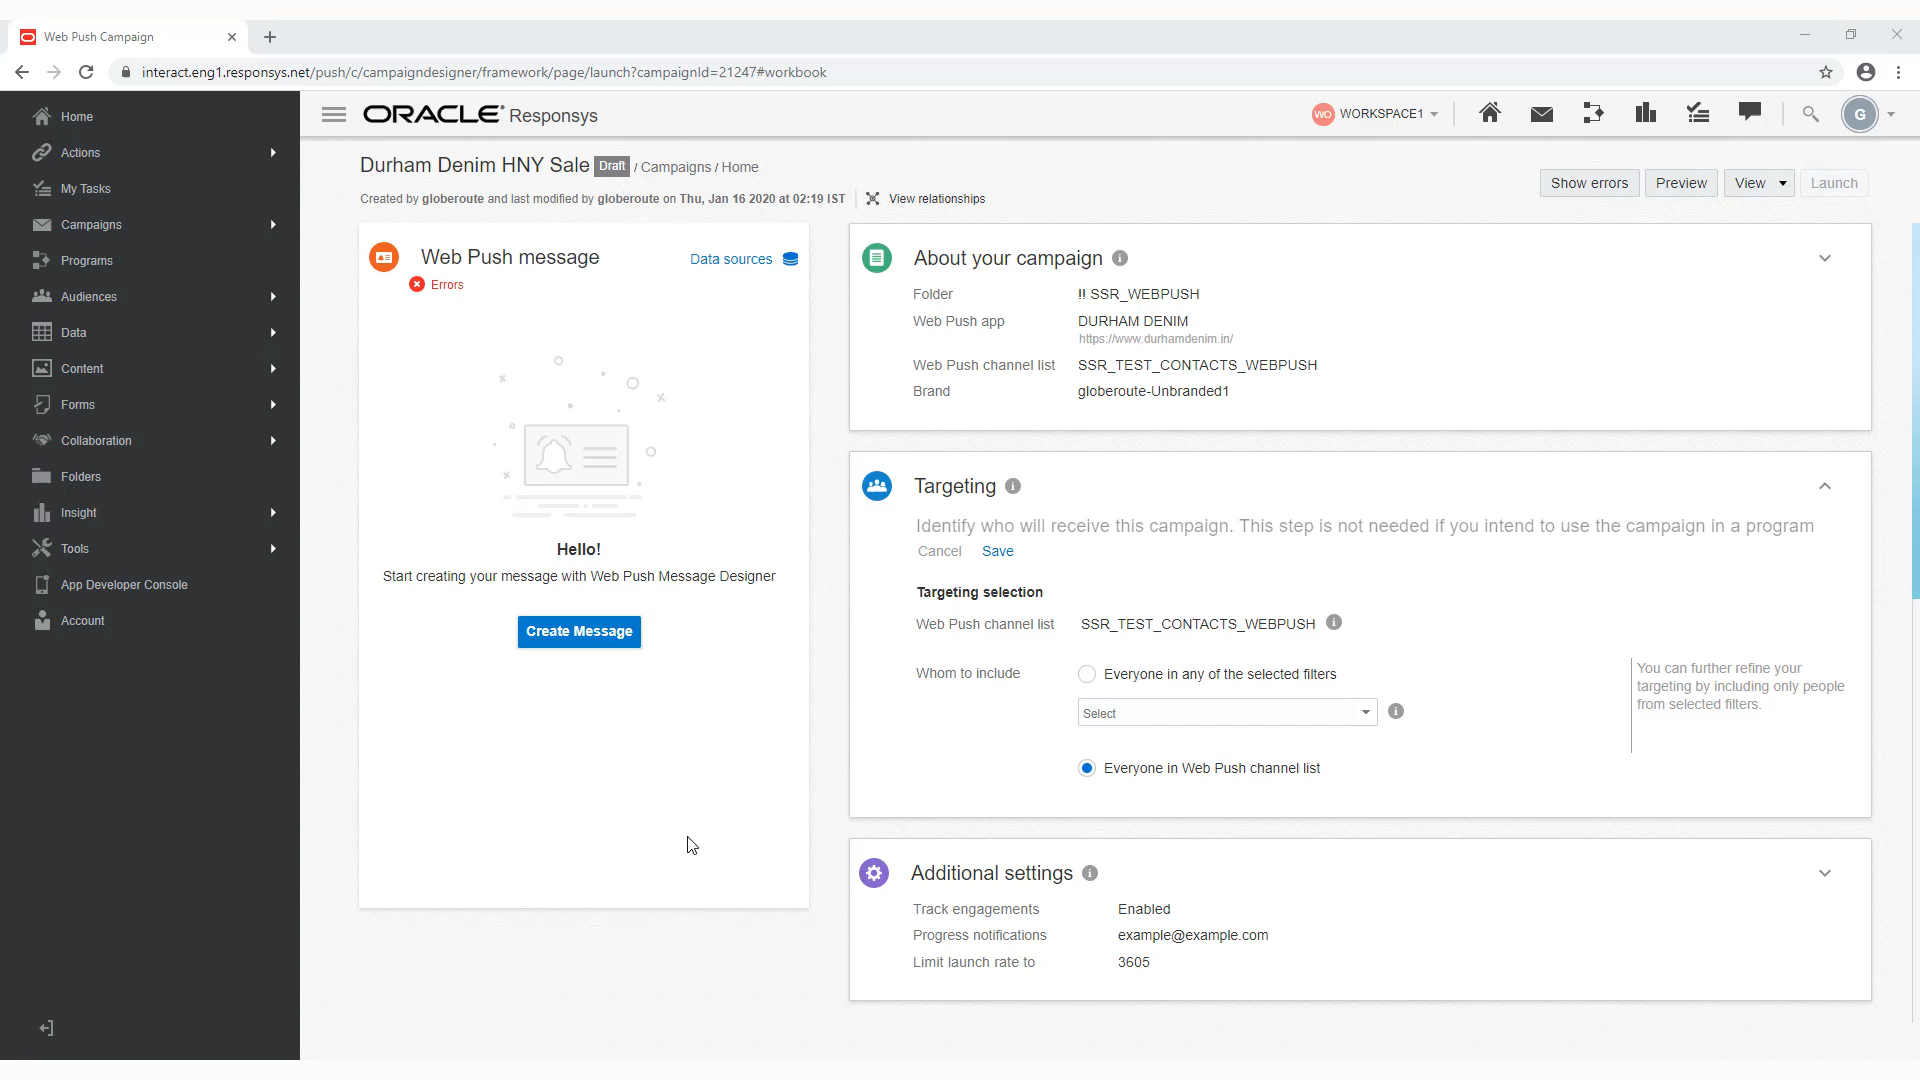 Web Push Campaign
interact.eng1.responsys.net/push/c/campaigndesigner/framework/page/launch?campaignId=21247#workbook
Home
Actions
My Tasks
Campaigns
Programs
Audiences
Data
Content
Forms
Collaboration
Folders
Insight
Tools
App Developer Console
Account
ORACLE Responsys
WO WORKSPACE1
G
Durham Denim HNY Sale Draft / Campaigns / Home
Created by globeroute and last modified by globeroute on Thu, Jan 16 2020 at 02:19 IST
View relationships
Show errors
Preview
View
Launch
Web Push message
Data sources
Errors
Hello!
Start creating your message with Web Push Message Designer
Create Message
About your campaign
Folder !! SSR_WEBPUSH
Web Push app DURHAM DENIM
https://www.durhamdenim.in/
Web Push channel list SSR_TEST_CONTACTS_WEBPUSH
Brand globeroute-Unbranded1
Targeting
Identify who will receive this campaign. This step is not needed if you intend to use the campaign in a program
Cancel Save
Targeting selection
Web Push channel list SSR_TEST_CONTACTS_WEBPUSH
Whom to include Everyone in any of the selected filters
Select
Everyone in Web Push channel list
You can further refine your
targeting by including only people
from selected filters.
Additional settings
Track engagements Enabled
Progress notifications example@example.com
Limit launch rate to 3605